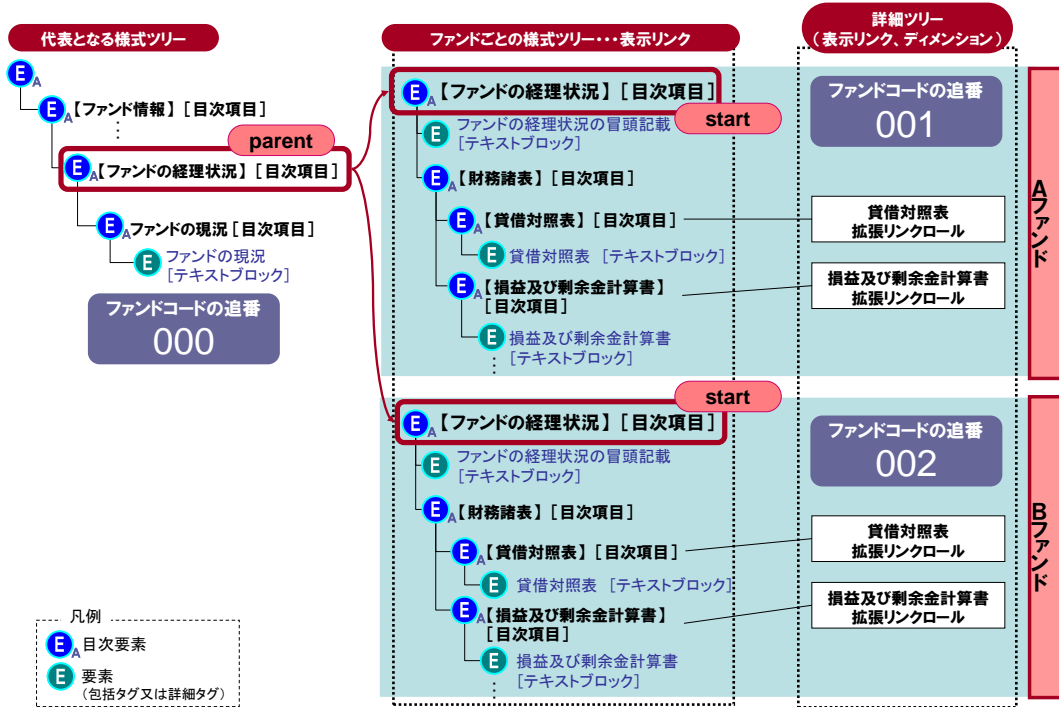 代表となる様式ツリー
E A
E A 【ファンド情報】 [目次項目]
⋮
parent
E A 【ファンドの経理状況】 [目次項目]
E A ファンドの現況 [目次項目]
E ファンドの現況
[テキストブロック]
ファンドコードの追番
000
凡例
E A 目次要素
E 要素
(包括タグ又は詳細タグ)
ファンドごとの様式ツリー・・・表示リンク
E A 【ファンドの経理状況】 [目次項目]
start
E ファンドの経理状況の冒頭記載
[テキストブロック]
E A 【財務諸表】 [目次項目]
E A 【貸借対照表】 [目次項目]
E 貸借対照表 [テキストブロック]
E A 【損益及び剰余金計算書】
[目次項目]
E 損益及び剰余金計算書
[テキストブロック]
⋮
start
E A 【ファンドの経理状況】 [目次項目]
E ファンドの経理状況の冒頭記載
[テキストブロック]
E A 【財務諸表】 [目次項目]
E A 【貸借対照表】 [目次項目]
E 貸借対照表 [テキストブロック]
E A 【損益及び剰余金計算書】
[目次項目]
E 損益及び剰余金計算書
[テキストブロック]
⋮
詳細ツリー
(表示リンク、ディメンション)
ファンドコードの追番
001
貸借対照表
拡張リンクロール
損益及び剰余金計算書
拡張リンクロール
Aファンド
ファンドコードの追番
002
貸借対照表
拡張リンクロール
損益及び剰余金計算書
拡張リンクロール
Bファンド